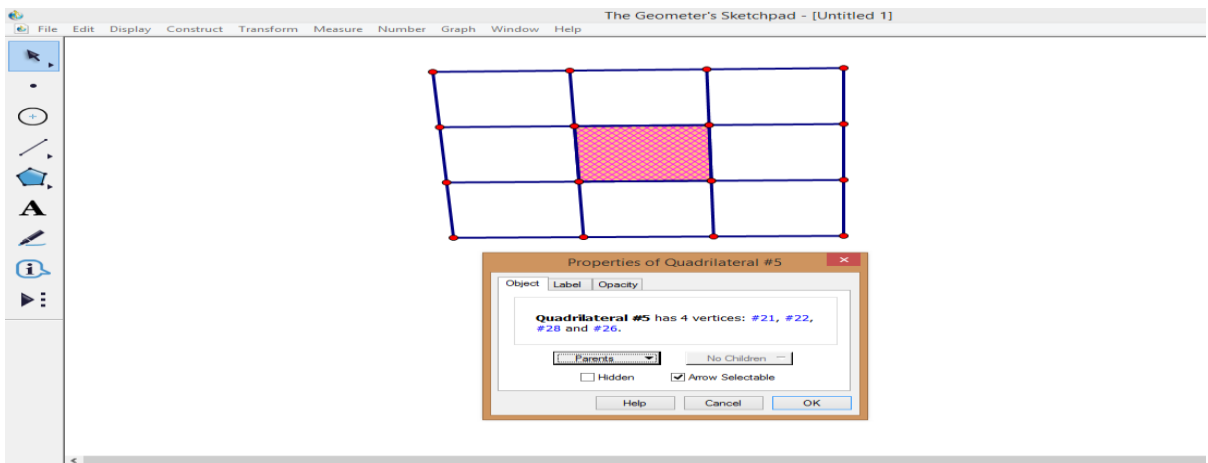 The Geometer's Sketchpad - [Untitled 1]
File Edit Display Construct Transform Measure Number Graph Window Help
A
Properties of Quadrilateral #5
Object Label Opacity
Quadrilateral #5 has 4 vertices: #21, #22,
#28 and #26.
Parents No Children
Hidden Arrow Selectable
Help Cancel OK